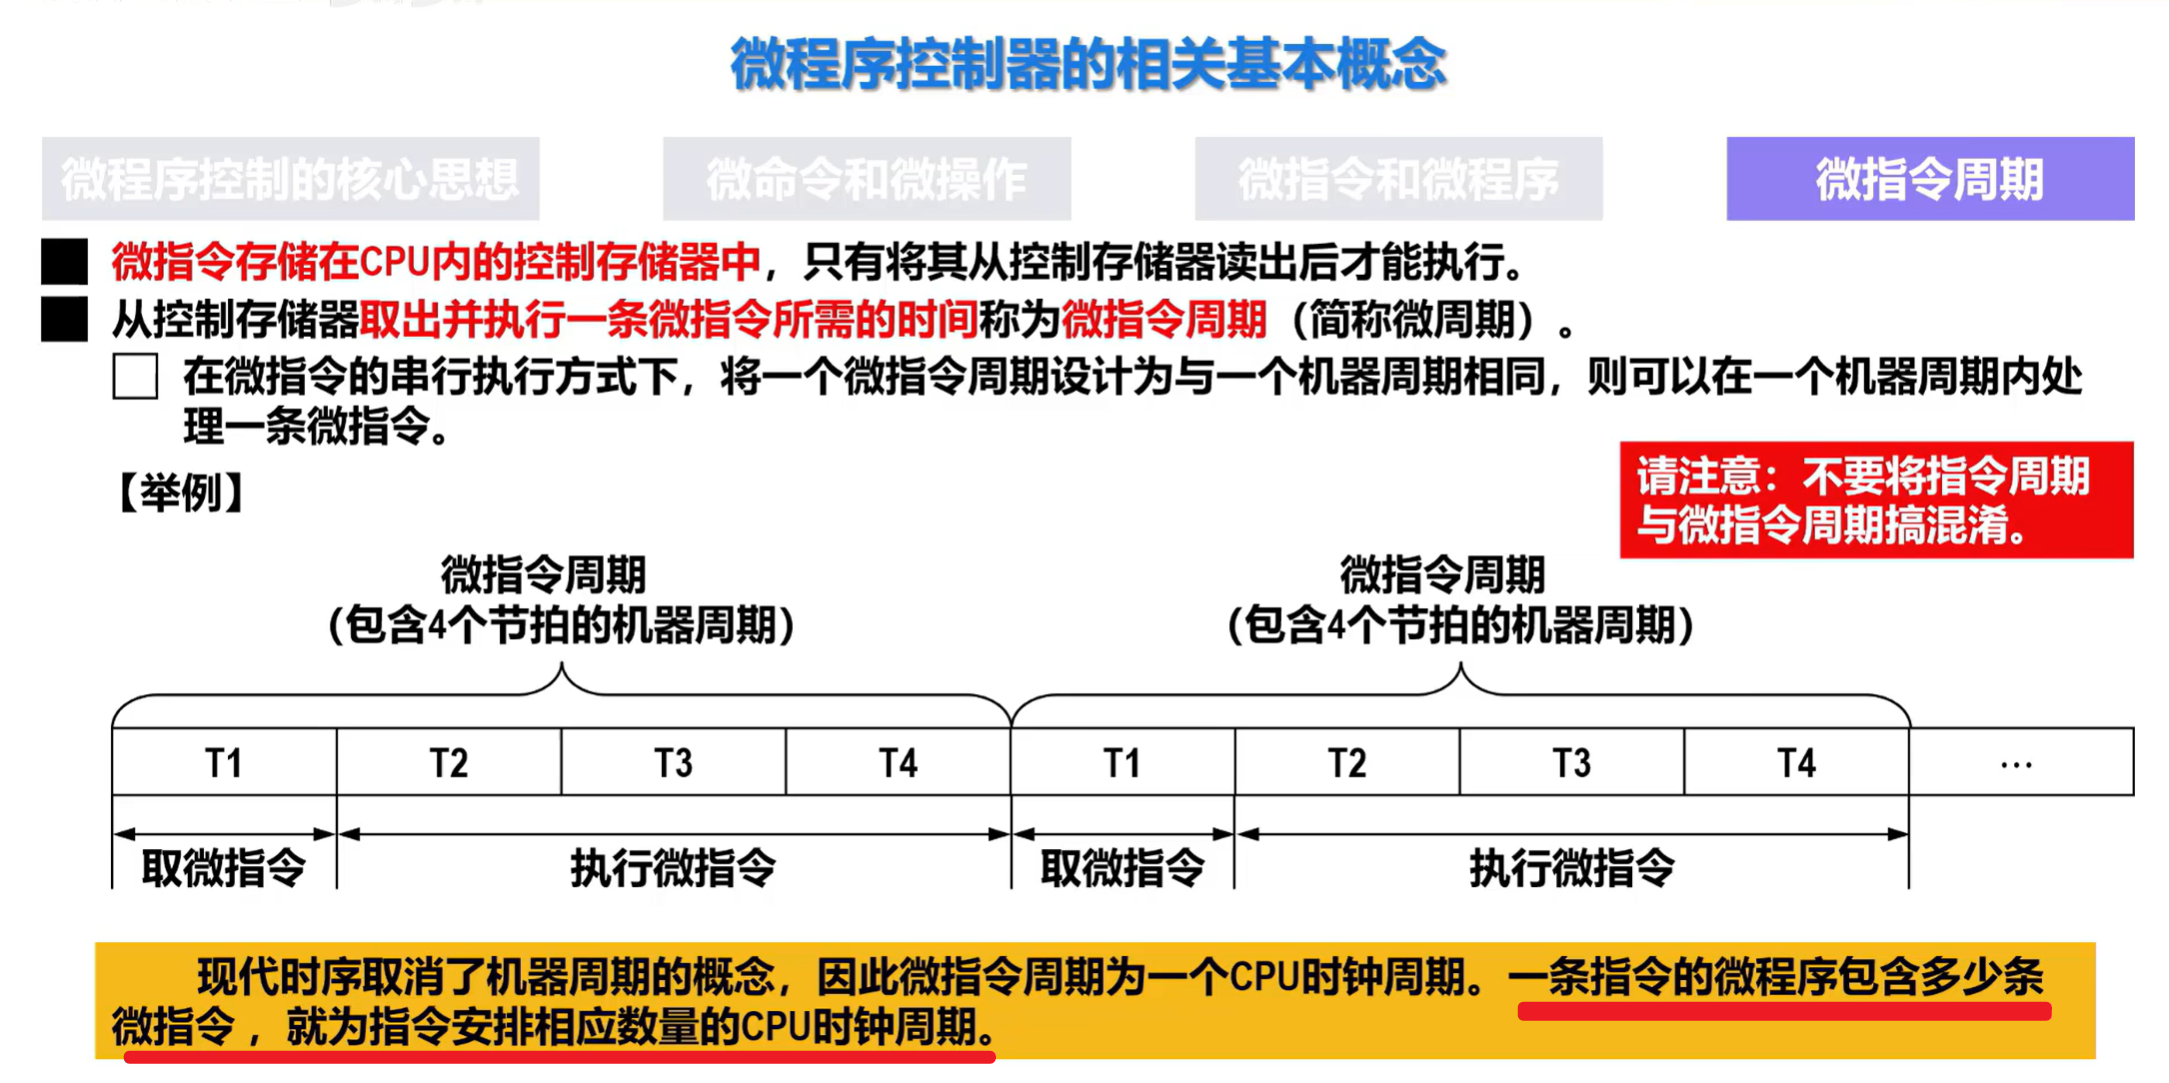 微程序控制器的相关基本概念
微程序控制的核心思想
微命令和微操作
微指令和微程序
微指令周期
微指令存储在CPU内的控制存储器中，只有将其从控制存储器读出后才能执行。
从控制存储器取出并执行一条微指令所需的时间称为微指令周期（简称微周期）。
在微指令的串行执行方式下，将一个微指令周期设计为与一个机器周期相同，则可以在一个机器周期内处
理一条微指令。
【举例】
请注意：不要将指令周期
与微指令周期搞混淆。
微指令周期
（包含4个节拍的机器周期）
微指令周期
（包含4个节拍的机器周期）
T1 T2 T3 T4 T1 T2 T3 T4 …
取微指令 执行微指令 取微指令 执行微指令
现代时序取消了机器周期的概念，因此微指令周期为一个CPU时钟周期。一条指令的微程序包含多少条
微指令，就为指令安排相应数量的CPU时钟周期。